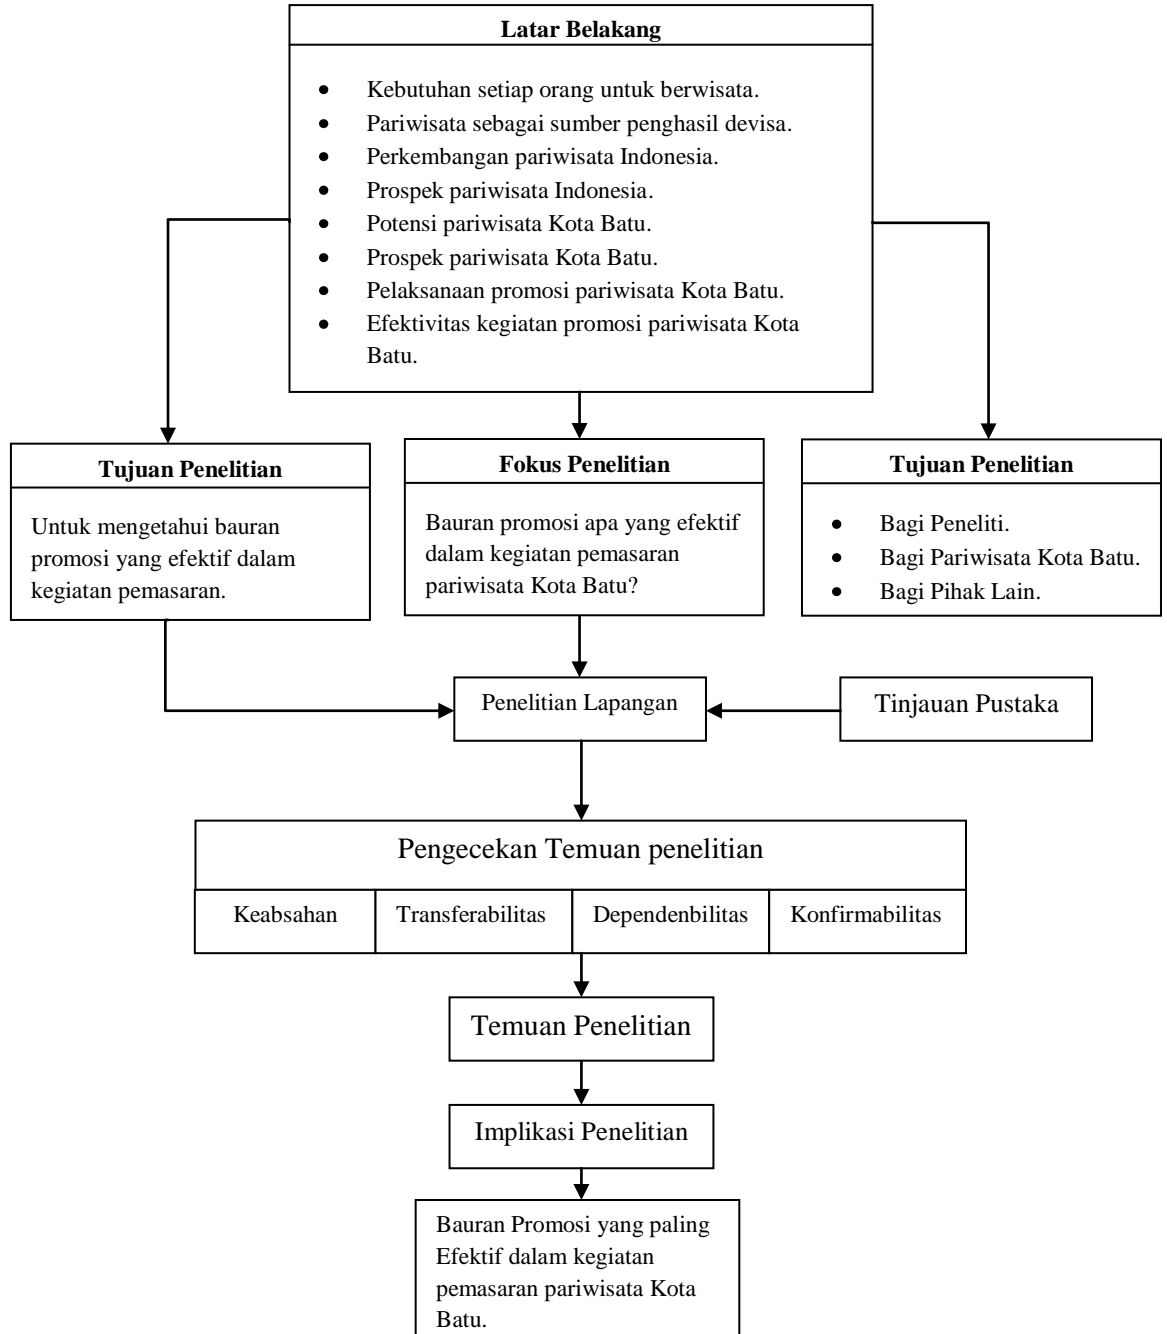 Latar Belakang
• Kebutuhan setiap orang untuk berwisata.
• Pariwisata sebagai sumber penghasil devisa.
• Perkembangan pariwisata Indonesia.
• Prospek pariwisata Indonesia.
• Potensi pariwisata Kota Batu.
• Prospek pariwisata Kota Batu.
• Pelaksanaan promosi pariwisata Kota Batu.
• Efektivitas kegiatan promosi pariwisata Kota
Batu.
Tujuan Penelitian
Untuk mengetahui bauran
promosi yang efektif dalam
kegiatan pemasaran.
Fokus Penelitian
Bauran promosi apa yang efektif
dalam kegiatan pemasaran
pariwisata Kota Batu?
Tujuan Penelitian
• Bagi Peneliti.
• Bagi Pariwisata Kota Batu.
• Bagi Pihak Lain.
Penelitian Lapangan
Tinjauan Pustaka
Pengecekan Temuan penelitian
Keabsahan
Transferabilitas
Dependenbilitas
Konfirmabilitas
Temuan Penelitian
Implikasi Penelitian
Bauran Promosi yang paling
Efektif dalam kegiatan
pemasaran pariwisata Kota
Batu.